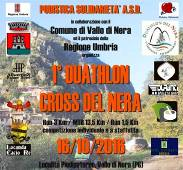 PODISTICA SOLIDARIETA' A.S.D.
in collaborazione con il
Comune di Vallo di Nera
ed il patrocinio della
Regione Umbria
organizza
1° DUATHLON
CROSS DEL NERA
Run 3 Km / MTB 13,5 Km / Run 1,5 Km
competizione individuale e a staffetta
16/10/2016
Località Piedipaterno, Vallo di Nera (PG)
Locanda
Cacio Re